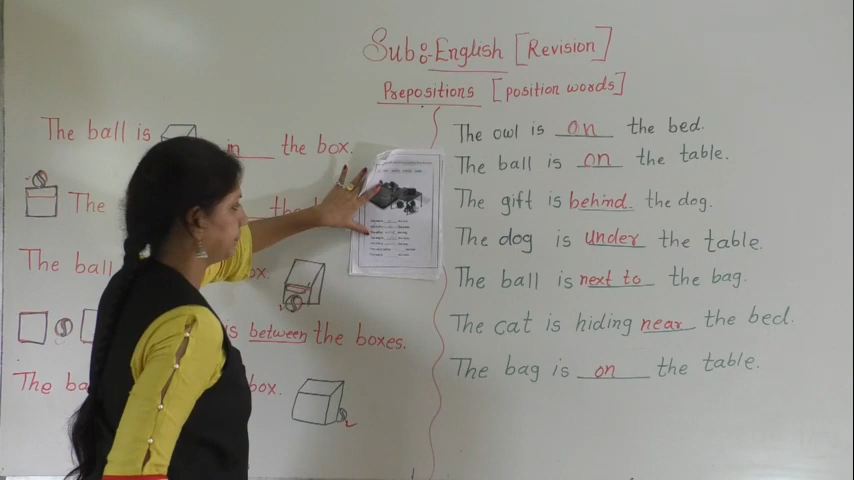 Sub:-English [Revision]
Prepositions [position words]
The ball is in the box.
The the b
The ball ox.
is between the boxes.
The ba box.
The owl is on the bed.
The ball is on the table.
The gift is behind the dog.
The dog is under the table.
The ball is next to the bag.
The cat is hiding near the bed.
The bag is on the table.